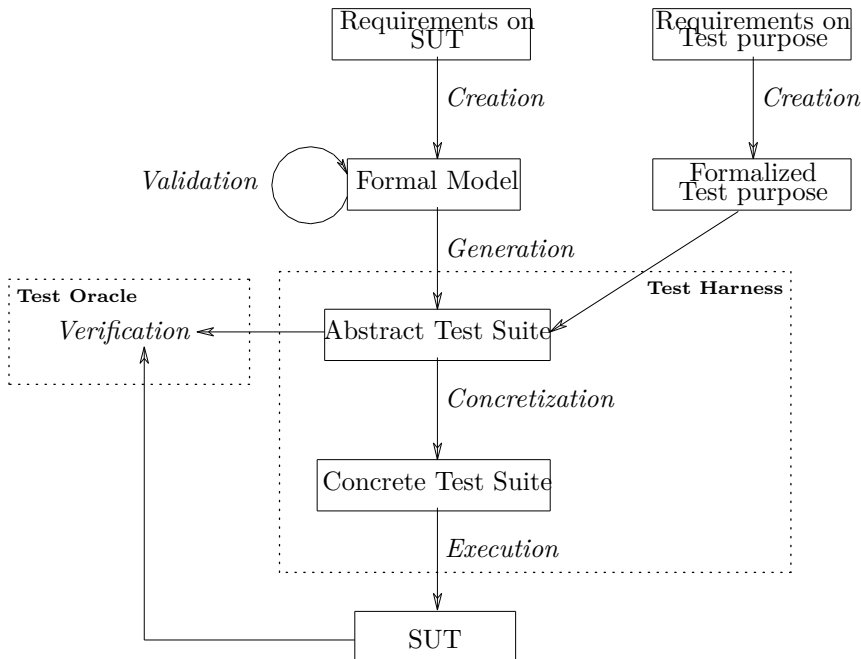 Requirements on
SUT
Requirements on
Test purpose
Creation
Creation
Validation
Formal Model
Formalized
Test purpose
Generation
Test Oracle
Test Harness
Verification
Abstract Test Suite
Concretization
Concrete Test Suite
Execution
SUT